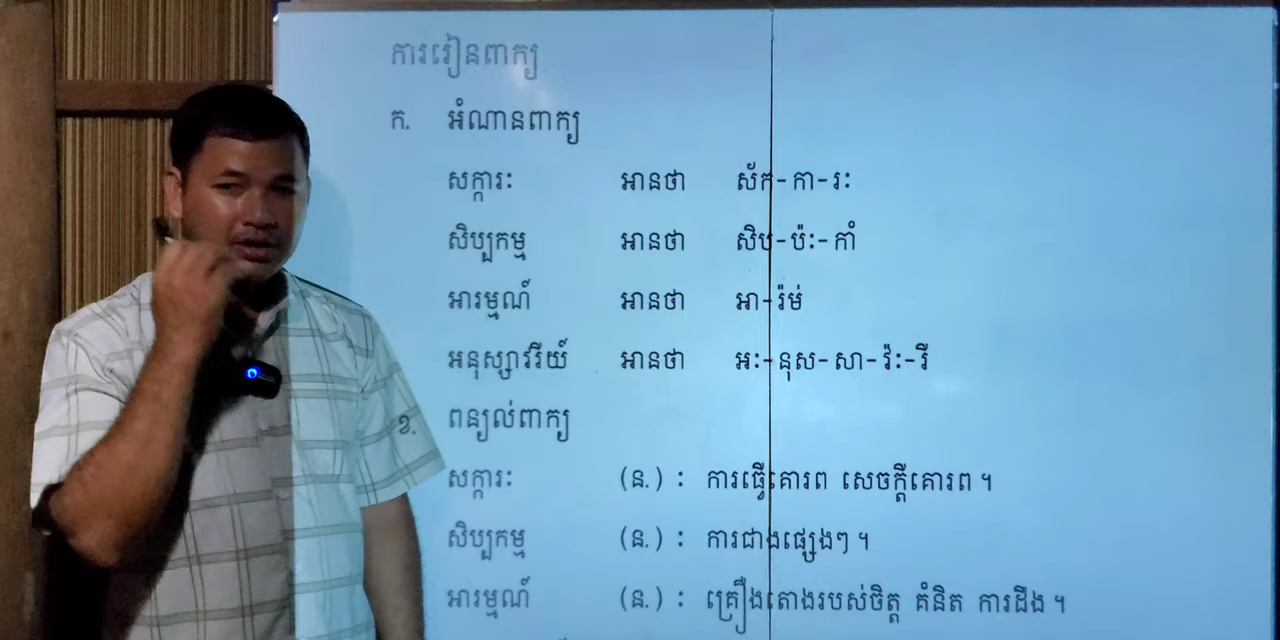 ការរៀនពាក្យ
ក. អំណានពាក្យ
សក្ការៈ អានថា ស័ក-ការ-រៈ
សិប្បកម្ម អានថា សិប-ប៉ៈ-កាំ
អារម្មណ៍ អានថា អា-រ៉ម់
អនុស្សាវរីយ៍ អានថា អៈ-នុស-សា-វ៉ៈ-រី
ខ. ពន្យល់ពាក្យ
សក្ការៈ (ន.) : ការធ្វើគោរព សេចក្ដីគោរព ។
សិប្បកម្ម (ន.) : ការជាងផ្សេងៗ ។
អារម្មណ៍ (ន.) : គ្រឿងតោងរបស់ចិត្ត គំនិត ការដឹង ។